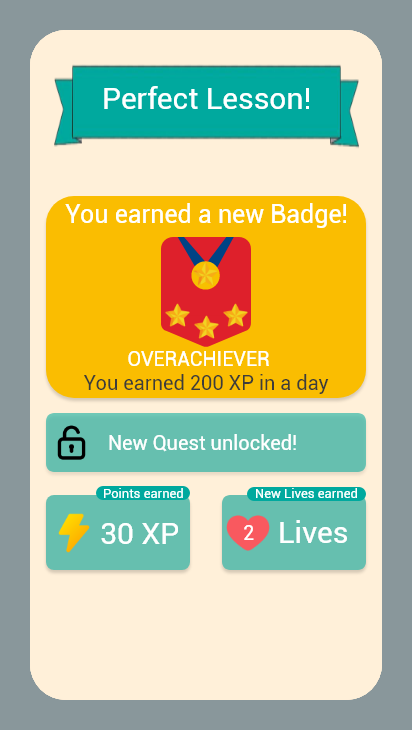 Perfect Lesson!
You earned a new Badge!
OVERACHIEVER
You earned 200 XP in a day
New Quest unlocked!
Points earned
30 XP
New Lives earned
2 Lives